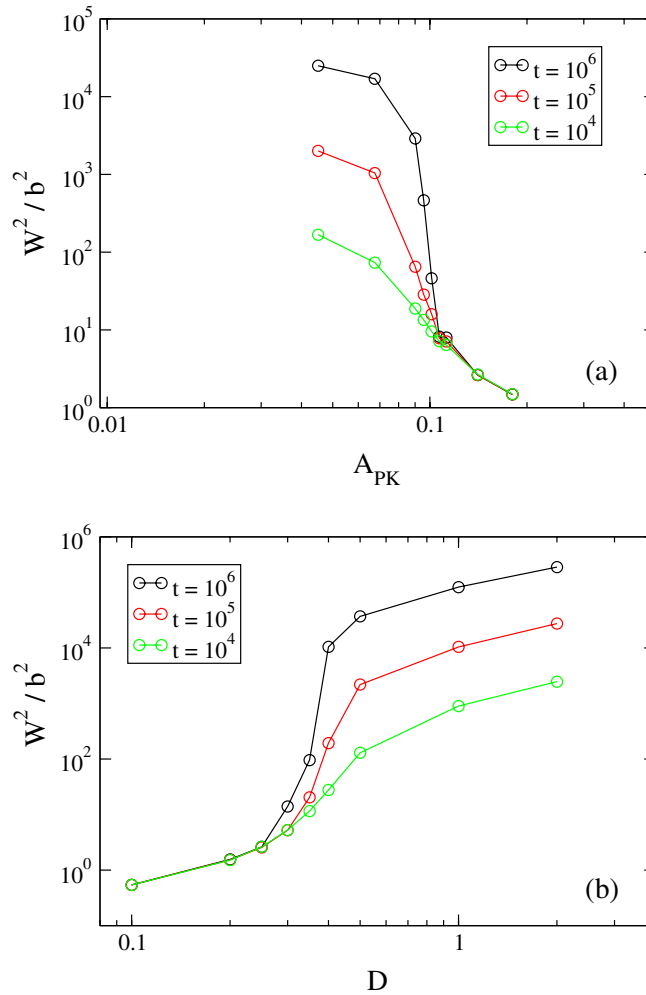 10^5
10^4
10^3
10^2
10^1
10^0
W^2 / b^2
t = 10^6
t = 10^5
t = 10^4
(a)
0.01
0.1
A_PK
10^6
10^4
10^2
10^0
W^2 / b^2
t = 10^6
t = 10^5
t = 10^4
(b)
0.1
1
D